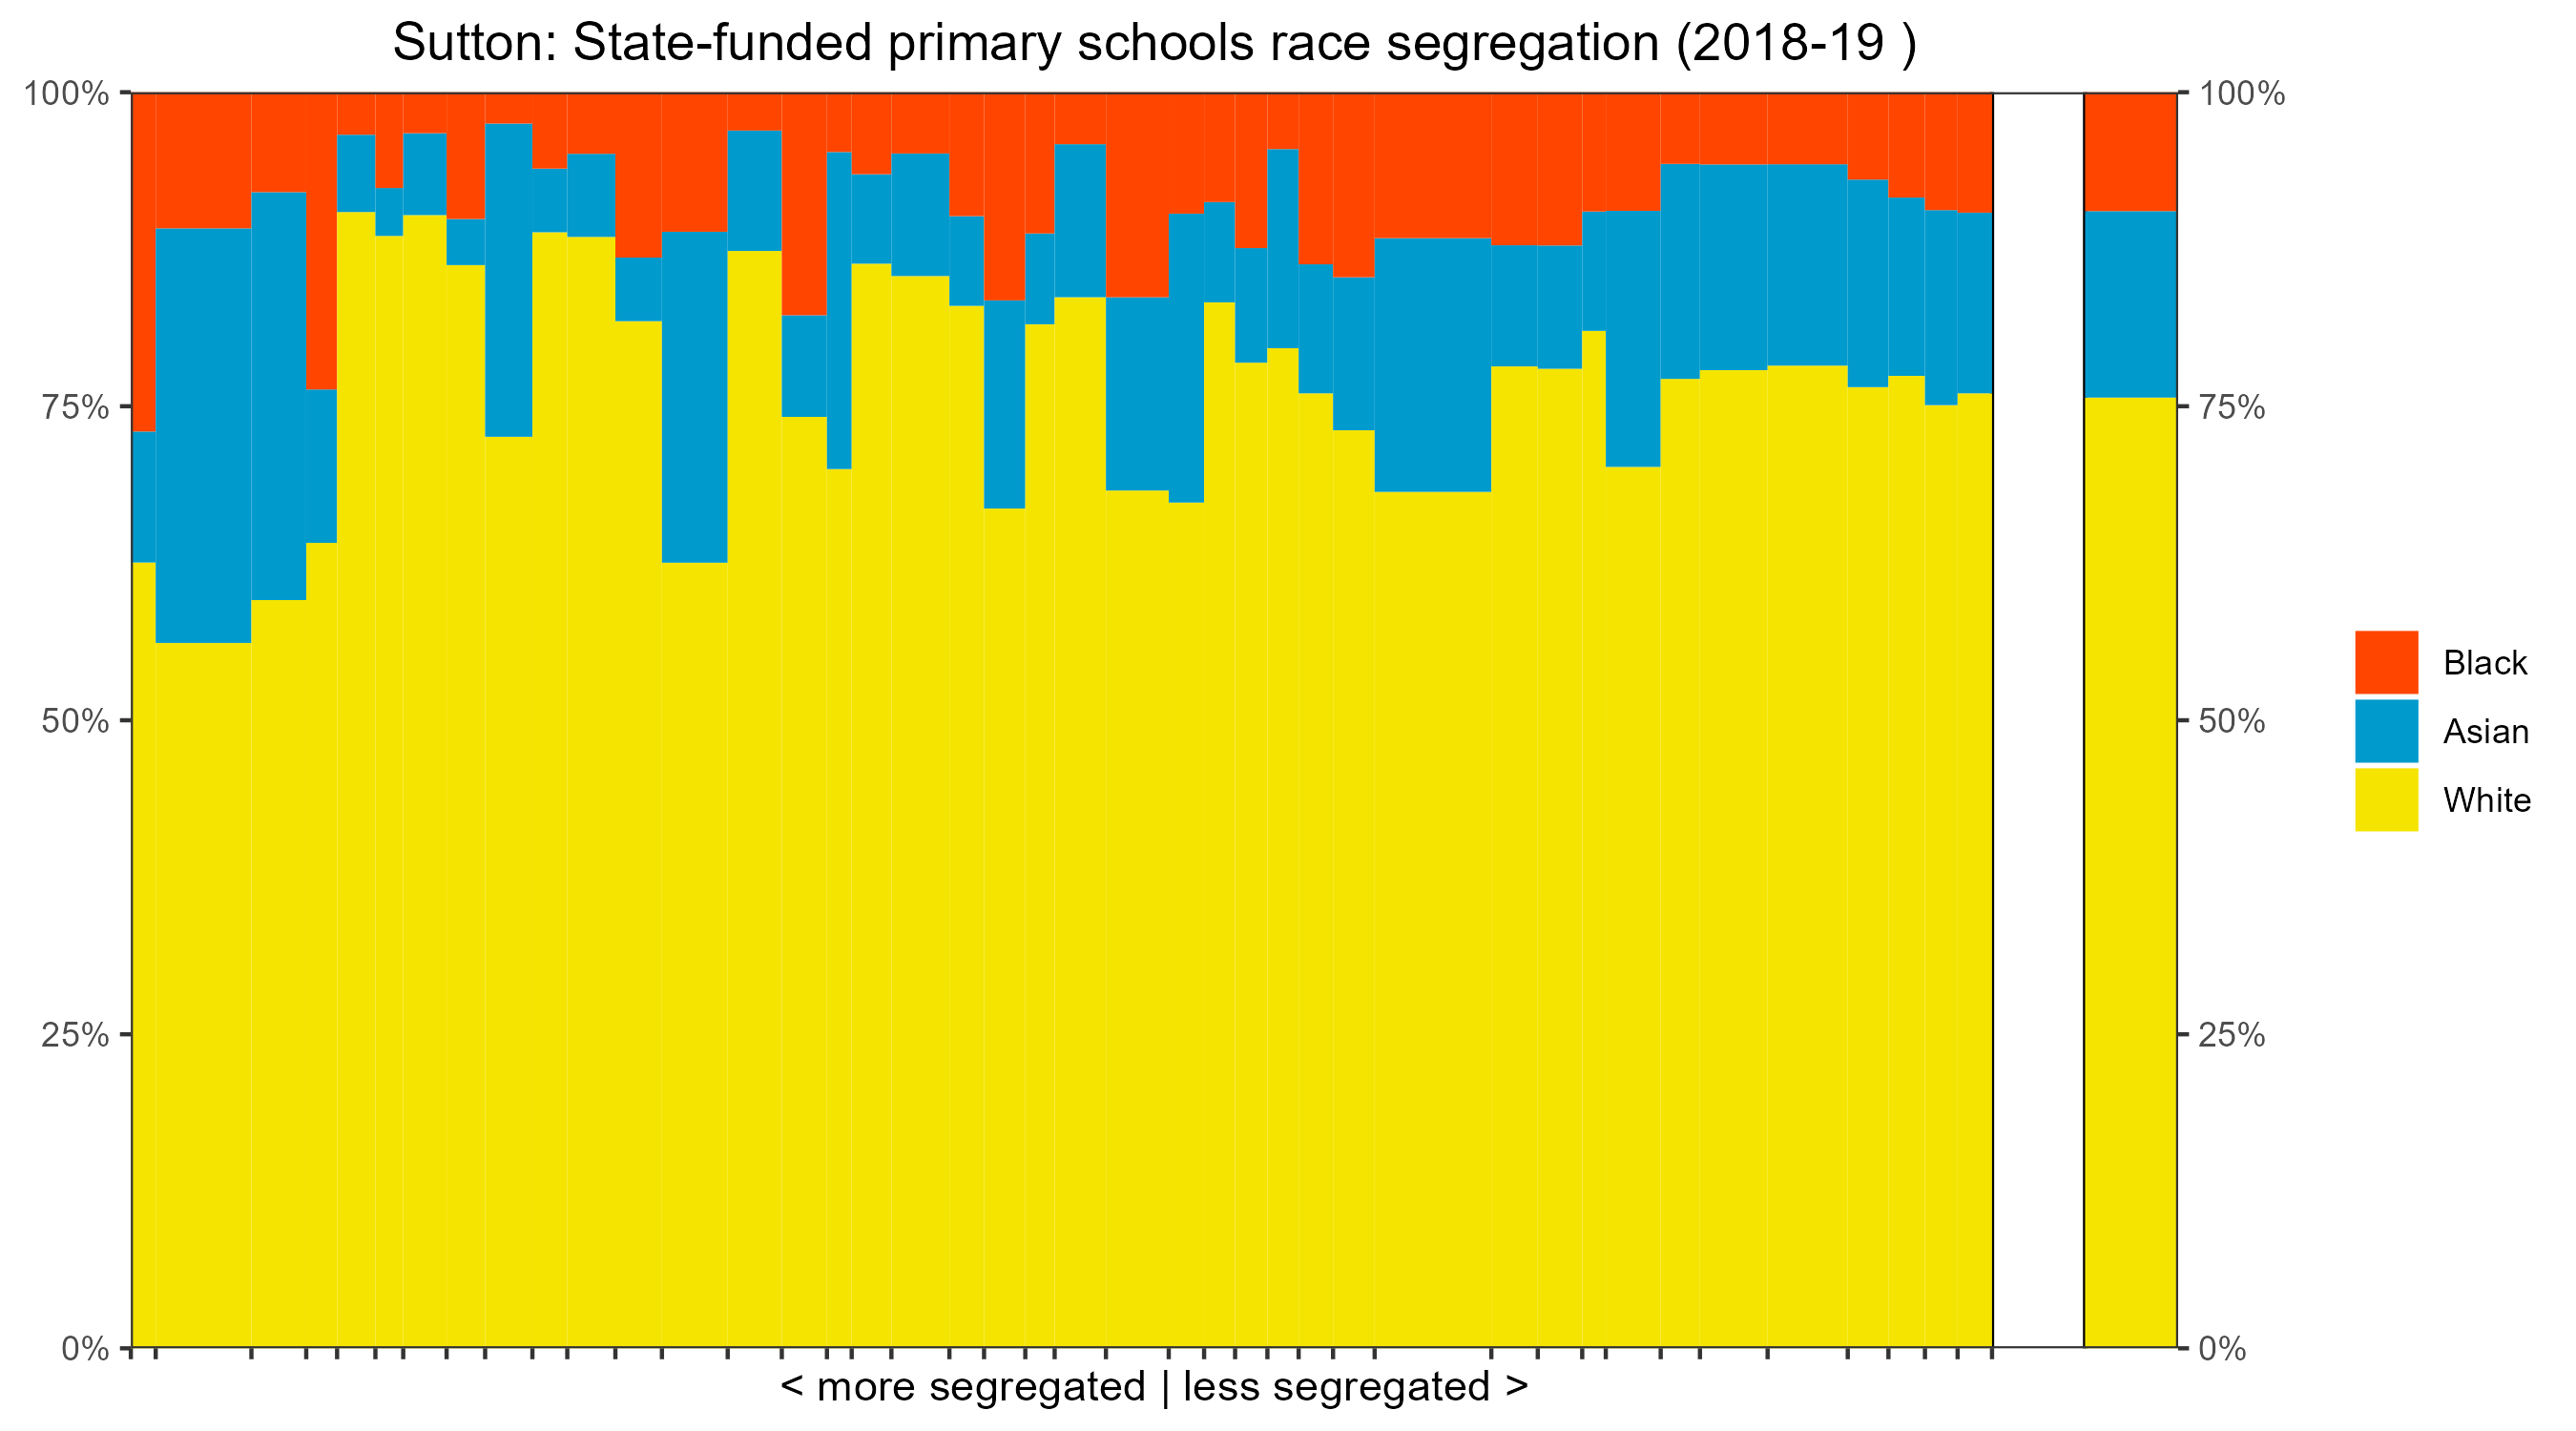 Sutton: State-funded primary schools race segregation (2018-19 )
100%
75%
50%
25%
0%
100%
75%
50%
25%
0%
Black
Asian
White
< more segregated | less segregated >